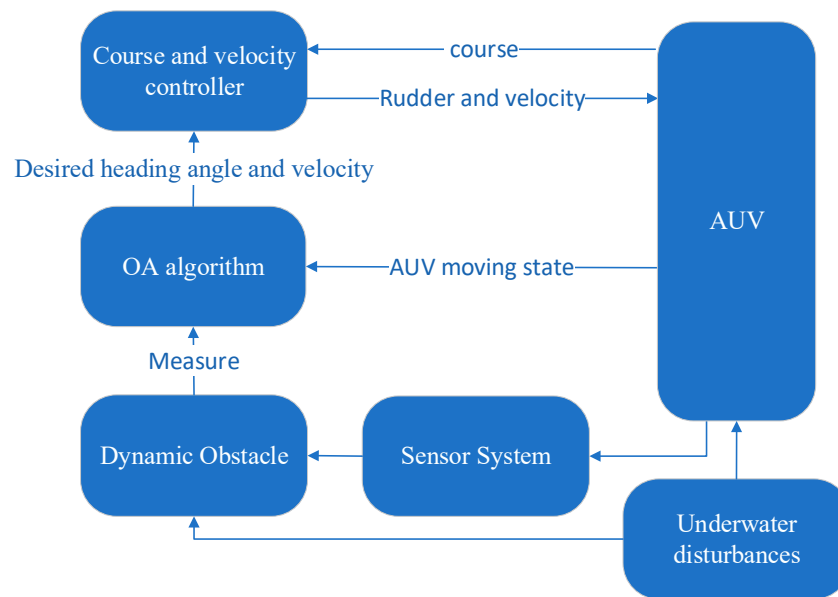 Course and velocity
controller
course
Rudder and velocity
Desired heading angle and velocity
AUV
OA algorithm
AUV moving state
Measure
Dynamic Obstacle
Sensor System
Underwater
disturbances